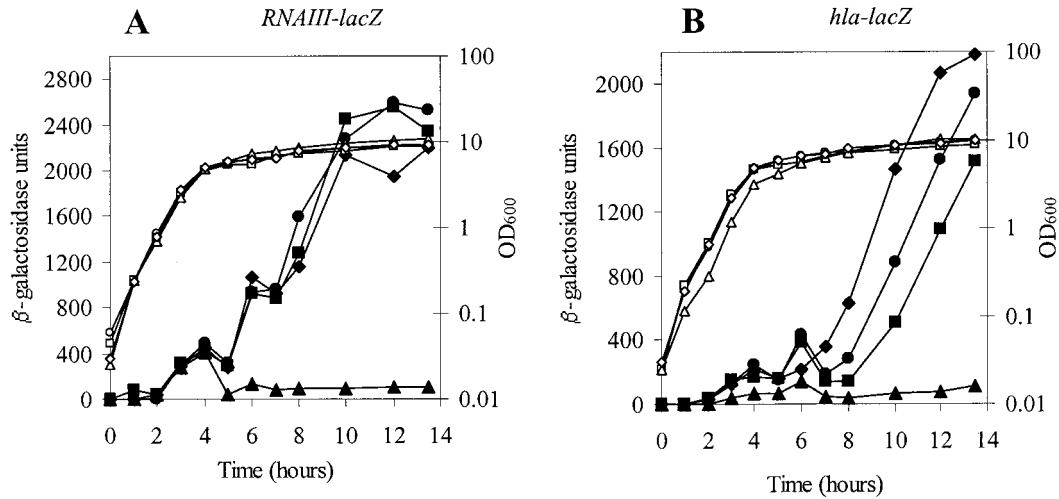 A
RNAIII-lacZ
β-galactosidase units
2800
2400
2000
1600
1200
800
400
0
100
10
1
0.1
0.01
OD600
0 2 4 6 8 10 12 14
Time (hours)
B
hla-lacZ
β-galactosidase units
2000
1600
1200
800
400
0
100
10
1
0.1
0.01
OD600
0 2 4 6 8 10 12 14
Time (hours)